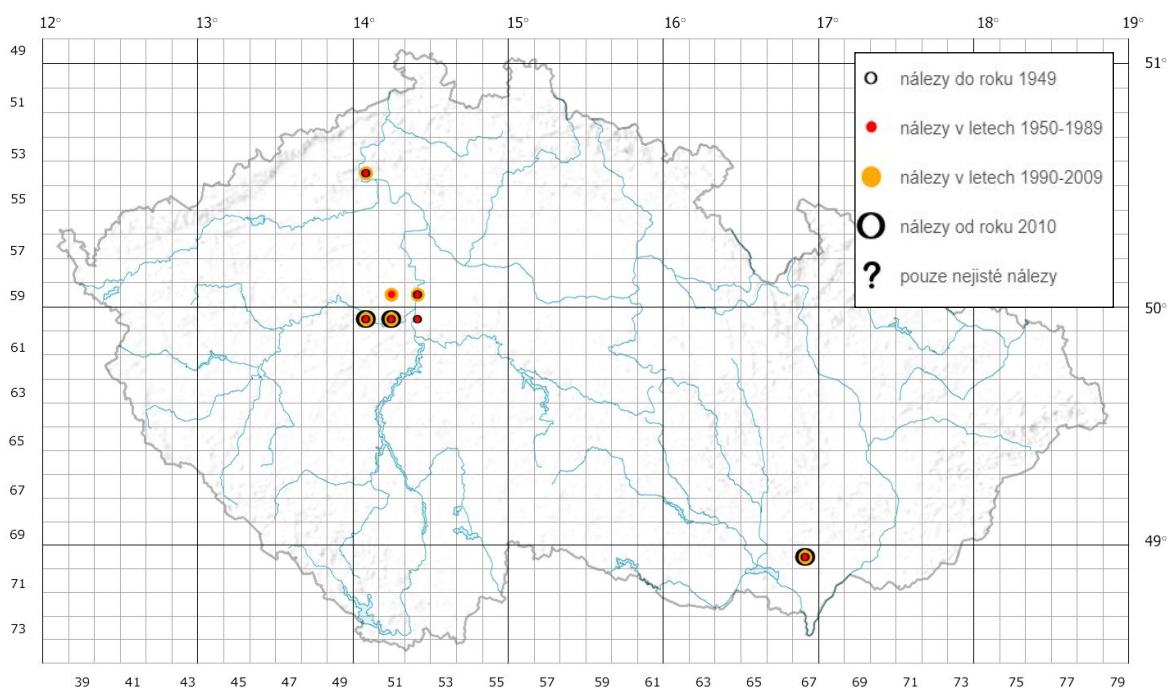 12° 13° 14° 15° 16° 17° 18° 19°
49
51°
51
53
55
57
59
50°
61
63
65
67
69
49°
71
73
nálezy do roku 1949
nálezy v letech 1950-1989
nálezy v letech 1990-2009
nálezy od roku 2010
? pouze nejisté nálezy
39 41 43 45 47 49 51 53 55 57 59 61 63 65 67 69 71 73 75 77 79